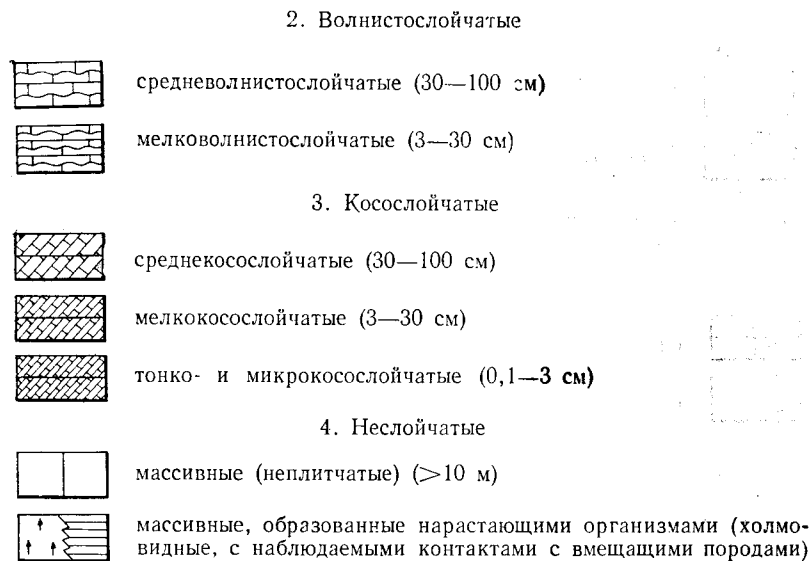 2. Волнистослойчатые
средневолнистослойчатые (30—100 см)
мелковолнистослойчатые (3—30 см)
3. Косослойчатые
среднекосослойчатые (30—100 см)
мелкокосослойчатые (3—30 см)
тонко- и микрокосослойчатые (0,1—3 см)
4. Неслойчатые
массивные (неплитчатые) (>10 м)
массивные, образованные нарастающими организмами (холмо-
видные, с наблюдаемыми контактами с вмещащими породами)